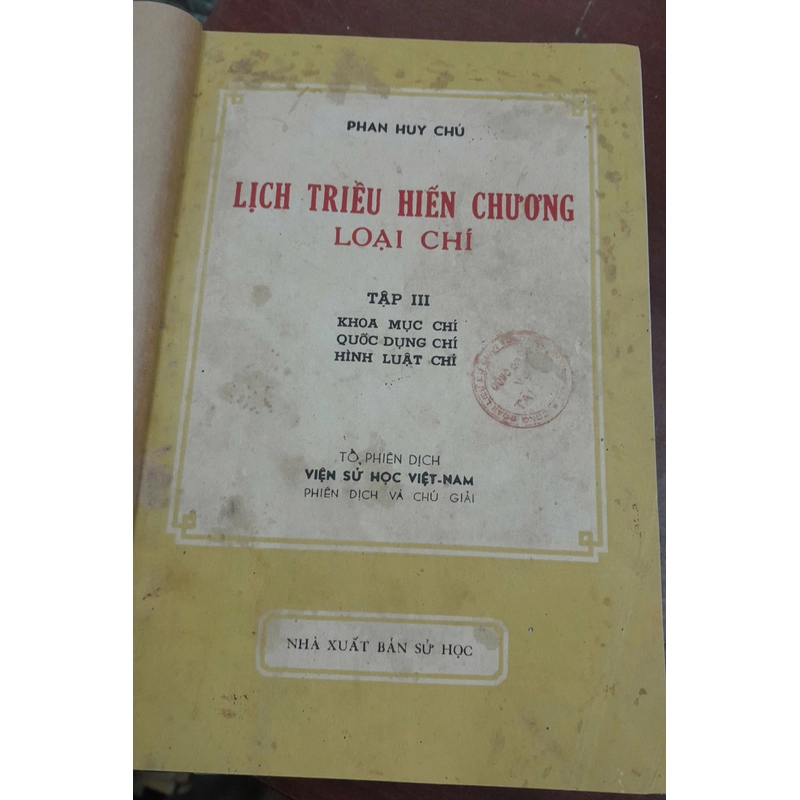 PHAN HUY CHÚ
LỊCH TRIỀU HIẾN CHƯƠNG
LOẠI CHÍ
TẬP III
KHOA MỤC CHÍ
QUỐC DỤNG CHÍ
HÌNH LUẬT CHÍ
TỔ PHIÊN DỊCH
VIỆN SỬ HỌC VIỆT-NAM
PHIÊN DỊCH VÀ CHÚ GIẢI
NHÀ XUẤT BẢN SỬ HỌC